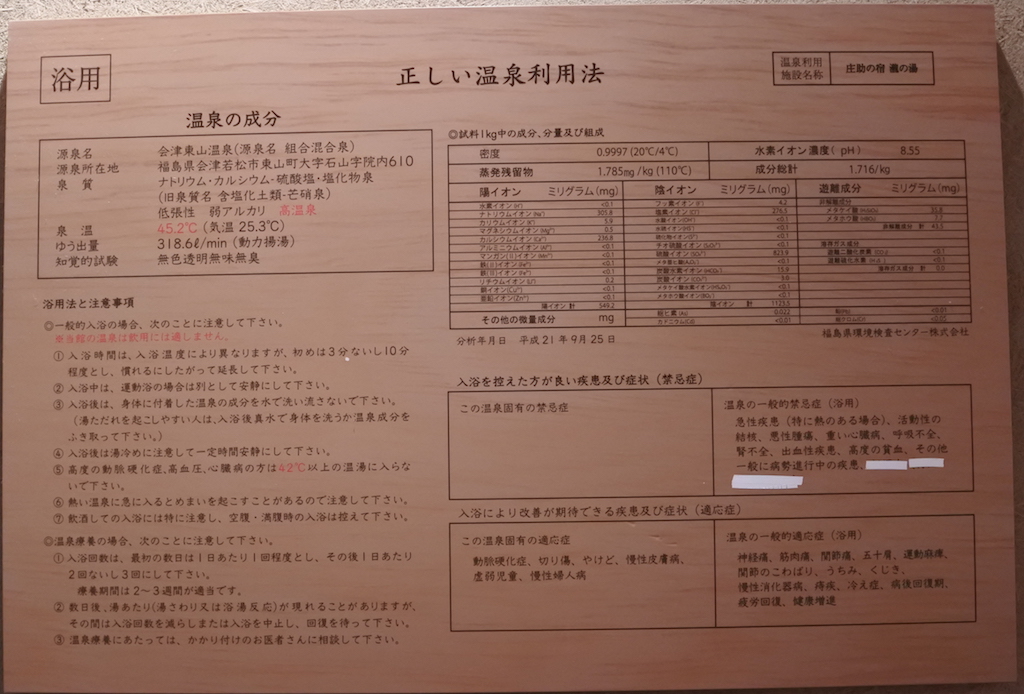 浴用
正しい温泉利用法
温泉利用
施設名称
庄助の宿 瀧の湯
温泉の成分
源泉名 会津東山温泉(源泉名 組合混合泉)
源泉所在地 福島県会津若松市東山町大字石山字院内610
泉質 ナトリウム・カルシウム-硫酸塩・塩化物泉
(旧泉質名 含塩化土類-芒硝泉)
低張性 弱アルカリ 高温泉
泉温 45.2℃ (気温 25.3℃)
ゆう出量 318.6ℓ/min (動力揚湯)
知覚的試験 無色透明無味無臭
浴用法と注意事項
◎一般的入浴の場合、次のことに注意して下さい。
※当館の温泉は飲用には適しません。
① 入浴時間は、入浴温度により異なりますが、初めは3分ないし10分
程度とし、慣れるにしたがって延長して下さい。
② 入浴中は、運動浴の場合は別として安静にして下さい。
③ 入浴後は、身体に付着した温泉の成分を水で洗い流さないで下さい。
(湯ただれを起こしやすい人は、入浴後真水で身体を洗うか温泉成分を
ふき取って下さい。)
④ 入浴後は湯冷めに注意して一定時間安静にして下さい。
⑤ 高度の動脈硬化症、高血圧、心臓病の方は42℃以上の温湯に入らな
いで下さい。
⑥ 熱い温泉に急に入るとめまいを起こすことがあるので注意して下さい。
⑦ 飲酒しての入浴には特に注意し、空腹・満腹時の入浴は控えて下さい。
◎温泉療養の場合、次のことに注意して下さい。
① 入浴回数は、最初の数日は1日あたり1回程度とし、その後1日あたり
2回ないし3回にして下さい。
療養期間は2~3週間が適当です。
② 数日後、湯あたり(湯さわり又は浴湯反応)が現れることがありますが、
その間は入浴回数を減らしまたは入浴を中止し、回復を待って下さい。
③ 温泉療養にあたっては、かかり付けのお医者さんに相談して下さい。
◎試料1kg中の成分、分量及び組成
密度 0.9997 (20℃/4℃) 水素イオン濃度( pH ) 8.55
蒸発残留物 1.785mg/kg (110℃) 成分総計 1.716/kg
陽イオン ミリグラム(mg) 陰イオン ミリグラム(mg) 遊離成分 ミリグラム(mg)
水素イオン <0.1 フッ素イオン 4.2 非解離成分
ナトリウムイオン 305.8 塩素イオン 276.5 メタケイ酸
カリウムイオン 5.9 メタホウ酸
マグネシウムイオン 0.5 非解離成分 計
カルシウムイオン 236.8
アルミニウムイオン <0.1 チオ硫酸イオン <0.1 溶存ガス成分
マンガン(II)イオン <0.1 硫酸イオン 823.9 遊離二酸化炭素
鉄(II)イオン <0.1 遊離硫化水素 <0.1
鉄(III)イオン <0.1 炭酸水素イオン 15.9 溶存ガス成分 計 0.0
リチウムイオン 0.2 炭酸イオン
銅イオン <0.1 メタケイ酸水素イオン <0.1
亜鉛イオン <0.1 メタホウ酸イオン <0.1
陽イオン 計 549.2 陰イオン 計 1123.5
その他の微量成分 mg 総ヒ素 0.022
カドミウム <0.01
分析年月日 平成21年9月25日 福島県環境検査センター株式会社
入浴を控えた方が良い疾患及び症状(禁忌症)
この温泉固有の禁忌症
温泉の一般的禁忌症(浴用)
急性疾患(特に熱のある場合)、活動性の
結核、悪性腫瘍、重い心臓病、呼吸不全、
腎不全、出血性疾患、高度の貧血、その他
一般に病勢進行中の疾患、
入浴により改善が期待できる疾患及び症状(適応症)
この温泉固有の適応症
動脈硬化症、切り傷、やけど、慢性皮膚病、
虚弱児童、慢性婦人病
温泉の一般的適応症(浴用)
神経痛、筋肉痛、関節痛、五十肩、運動麻痺、
関節のこわばり、うちみ、くじき、
慢性消化器病、痔疾、冷え症、病後回復期、
疲労回復、健康増進